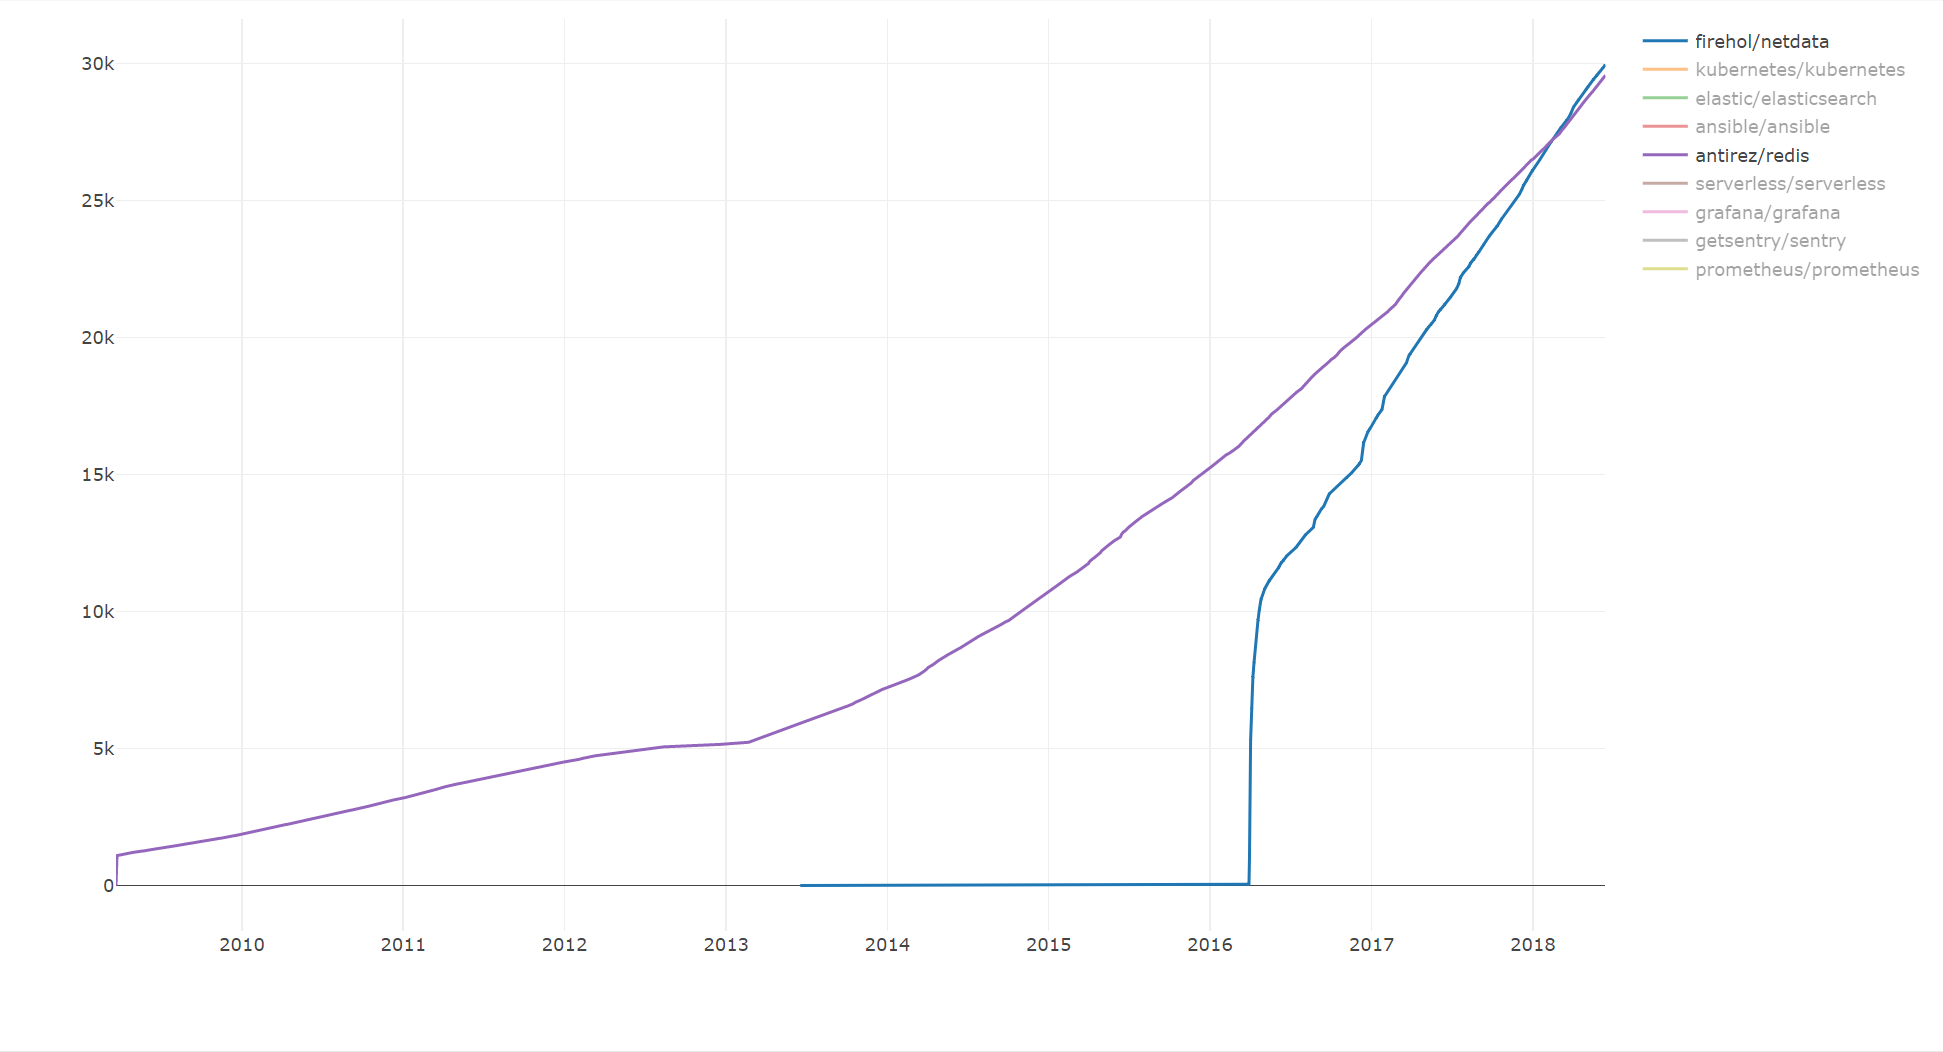 30k
25k
20k
15k
10k
5k
0
2010 2011 2012 2013 2014 2015 2016 2017 2018
firehol/netdata
kubernetes/kubernetes
elastic/elasticsearch
ansible/ansible
antirez/redis
serverless/serverless
grafana/grafana
getsentry/sentry
prometheus/prometheus